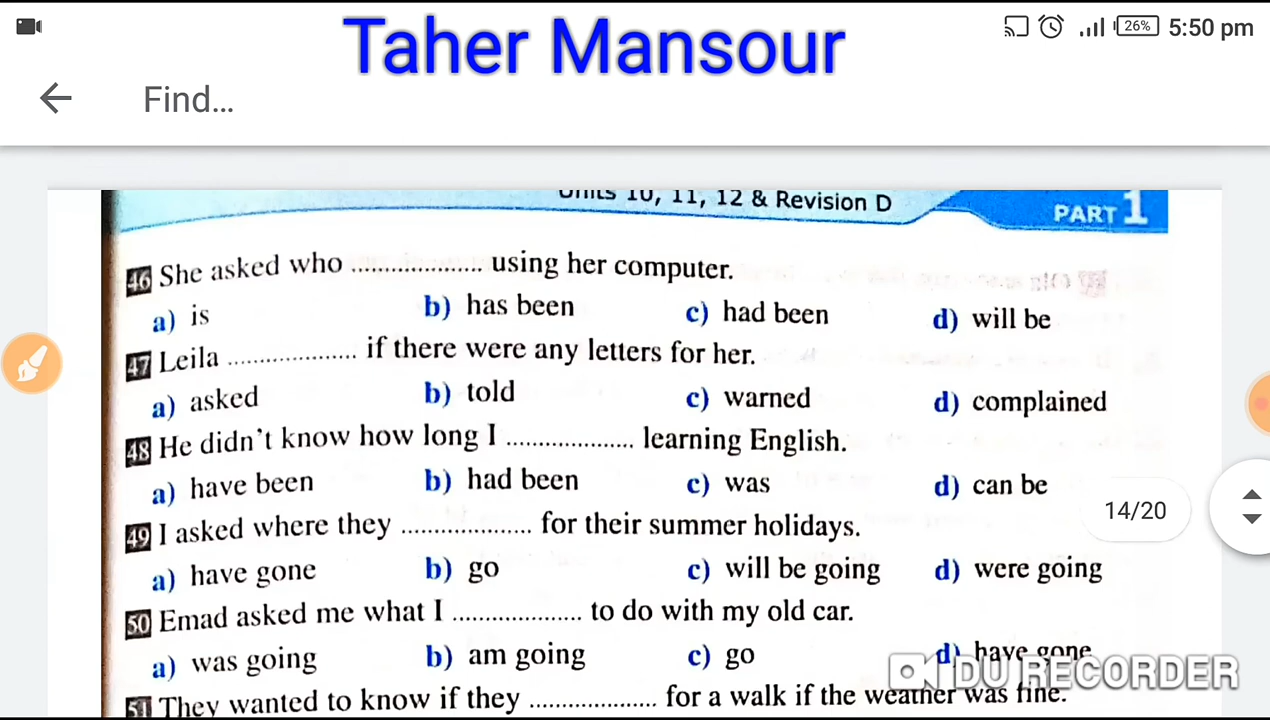 Taher Mansour
26% 5:50 pm
Find...
Units 10, 11, 12 & Revision D
PART 1
46 She asked who .................... using her computer.
a) is b) has been c) had been d) will be
47 Leila .................... if there were any letters for her.
a) asked b) told c) warned d) complained
48 He didn't know how long I .................... learning English.
a) have been b) had been c) was d) can be
14/20
49 I asked where they .................... for their summer holidays.
a) have gone b) go c) will be going d) were going
50 Emad asked me what I .................... to do with my old car.
a) was going b) am going c) go d) have gone
DU RECORDER
51 They wanted to know if they .................... for a walk if the weather was fine.